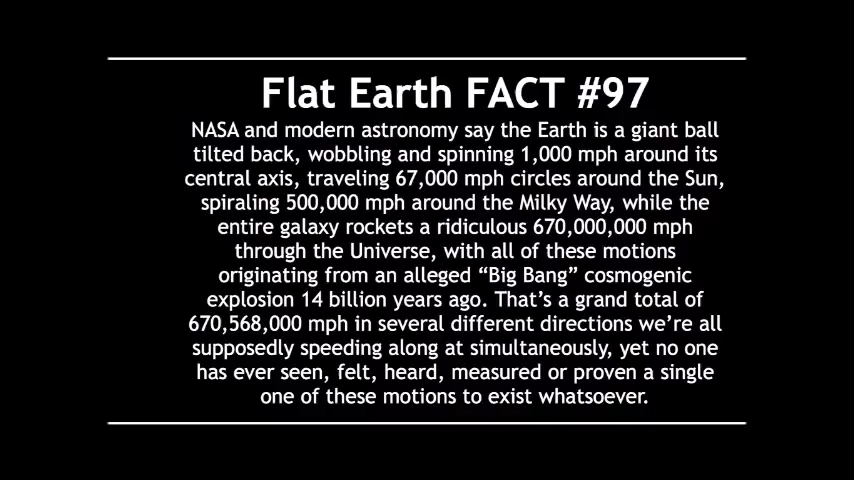 Flat Earth FACT #97
NASA and modern astronomy say the Earth is a giant ball
tilted back, wobbling and spinning 1,000 mph around its
central axis, traveling 67,000 mph circles around the Sun,
spiraling 500,000 mph around the Milky Way, while the
entire galaxy rockets a ridiculous 670,000,000 mph
through the Universe, with all of these motions
originating from an alleged “Big Bang” cosmogenic
explosion 14 billion years ago. That’s a grand total of
670,568,000 mph in several different directions we’re all
supposedly speeding along at simultaneously, yet no one
has ever seen, felt, heard, measured or proven a single
one of these motions to exist whatsoever.